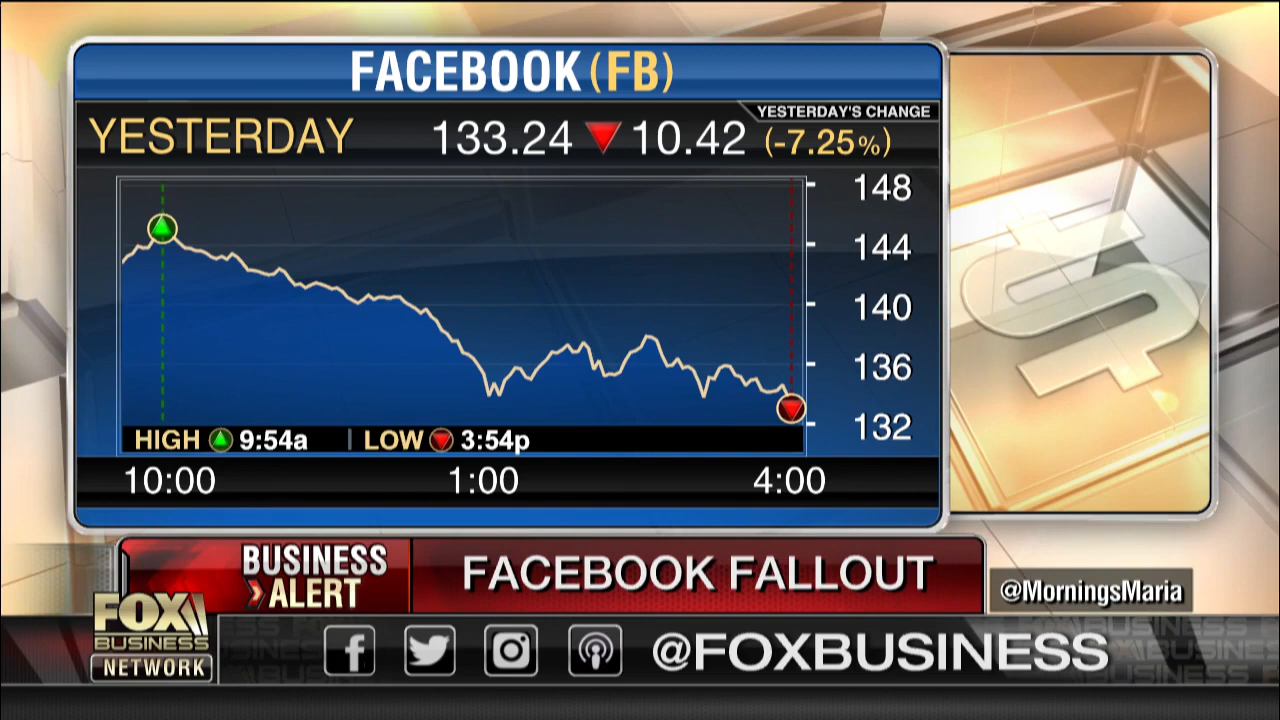 FACEBOOK (FB)
YESTERDAY'S CHANGE
YESTERDAY 133.24 ▼ 10.42 (-7.25%)
148
144
140
136
132
HIGH 9:54a | LOW 3:54p
10:00 1:00 4:00
BUSINESS
ALERT
FACEBOOK FALLOUT
@MorningsMaria
FOX
BUSINESS
NETWORK
@FOXBUSINESS